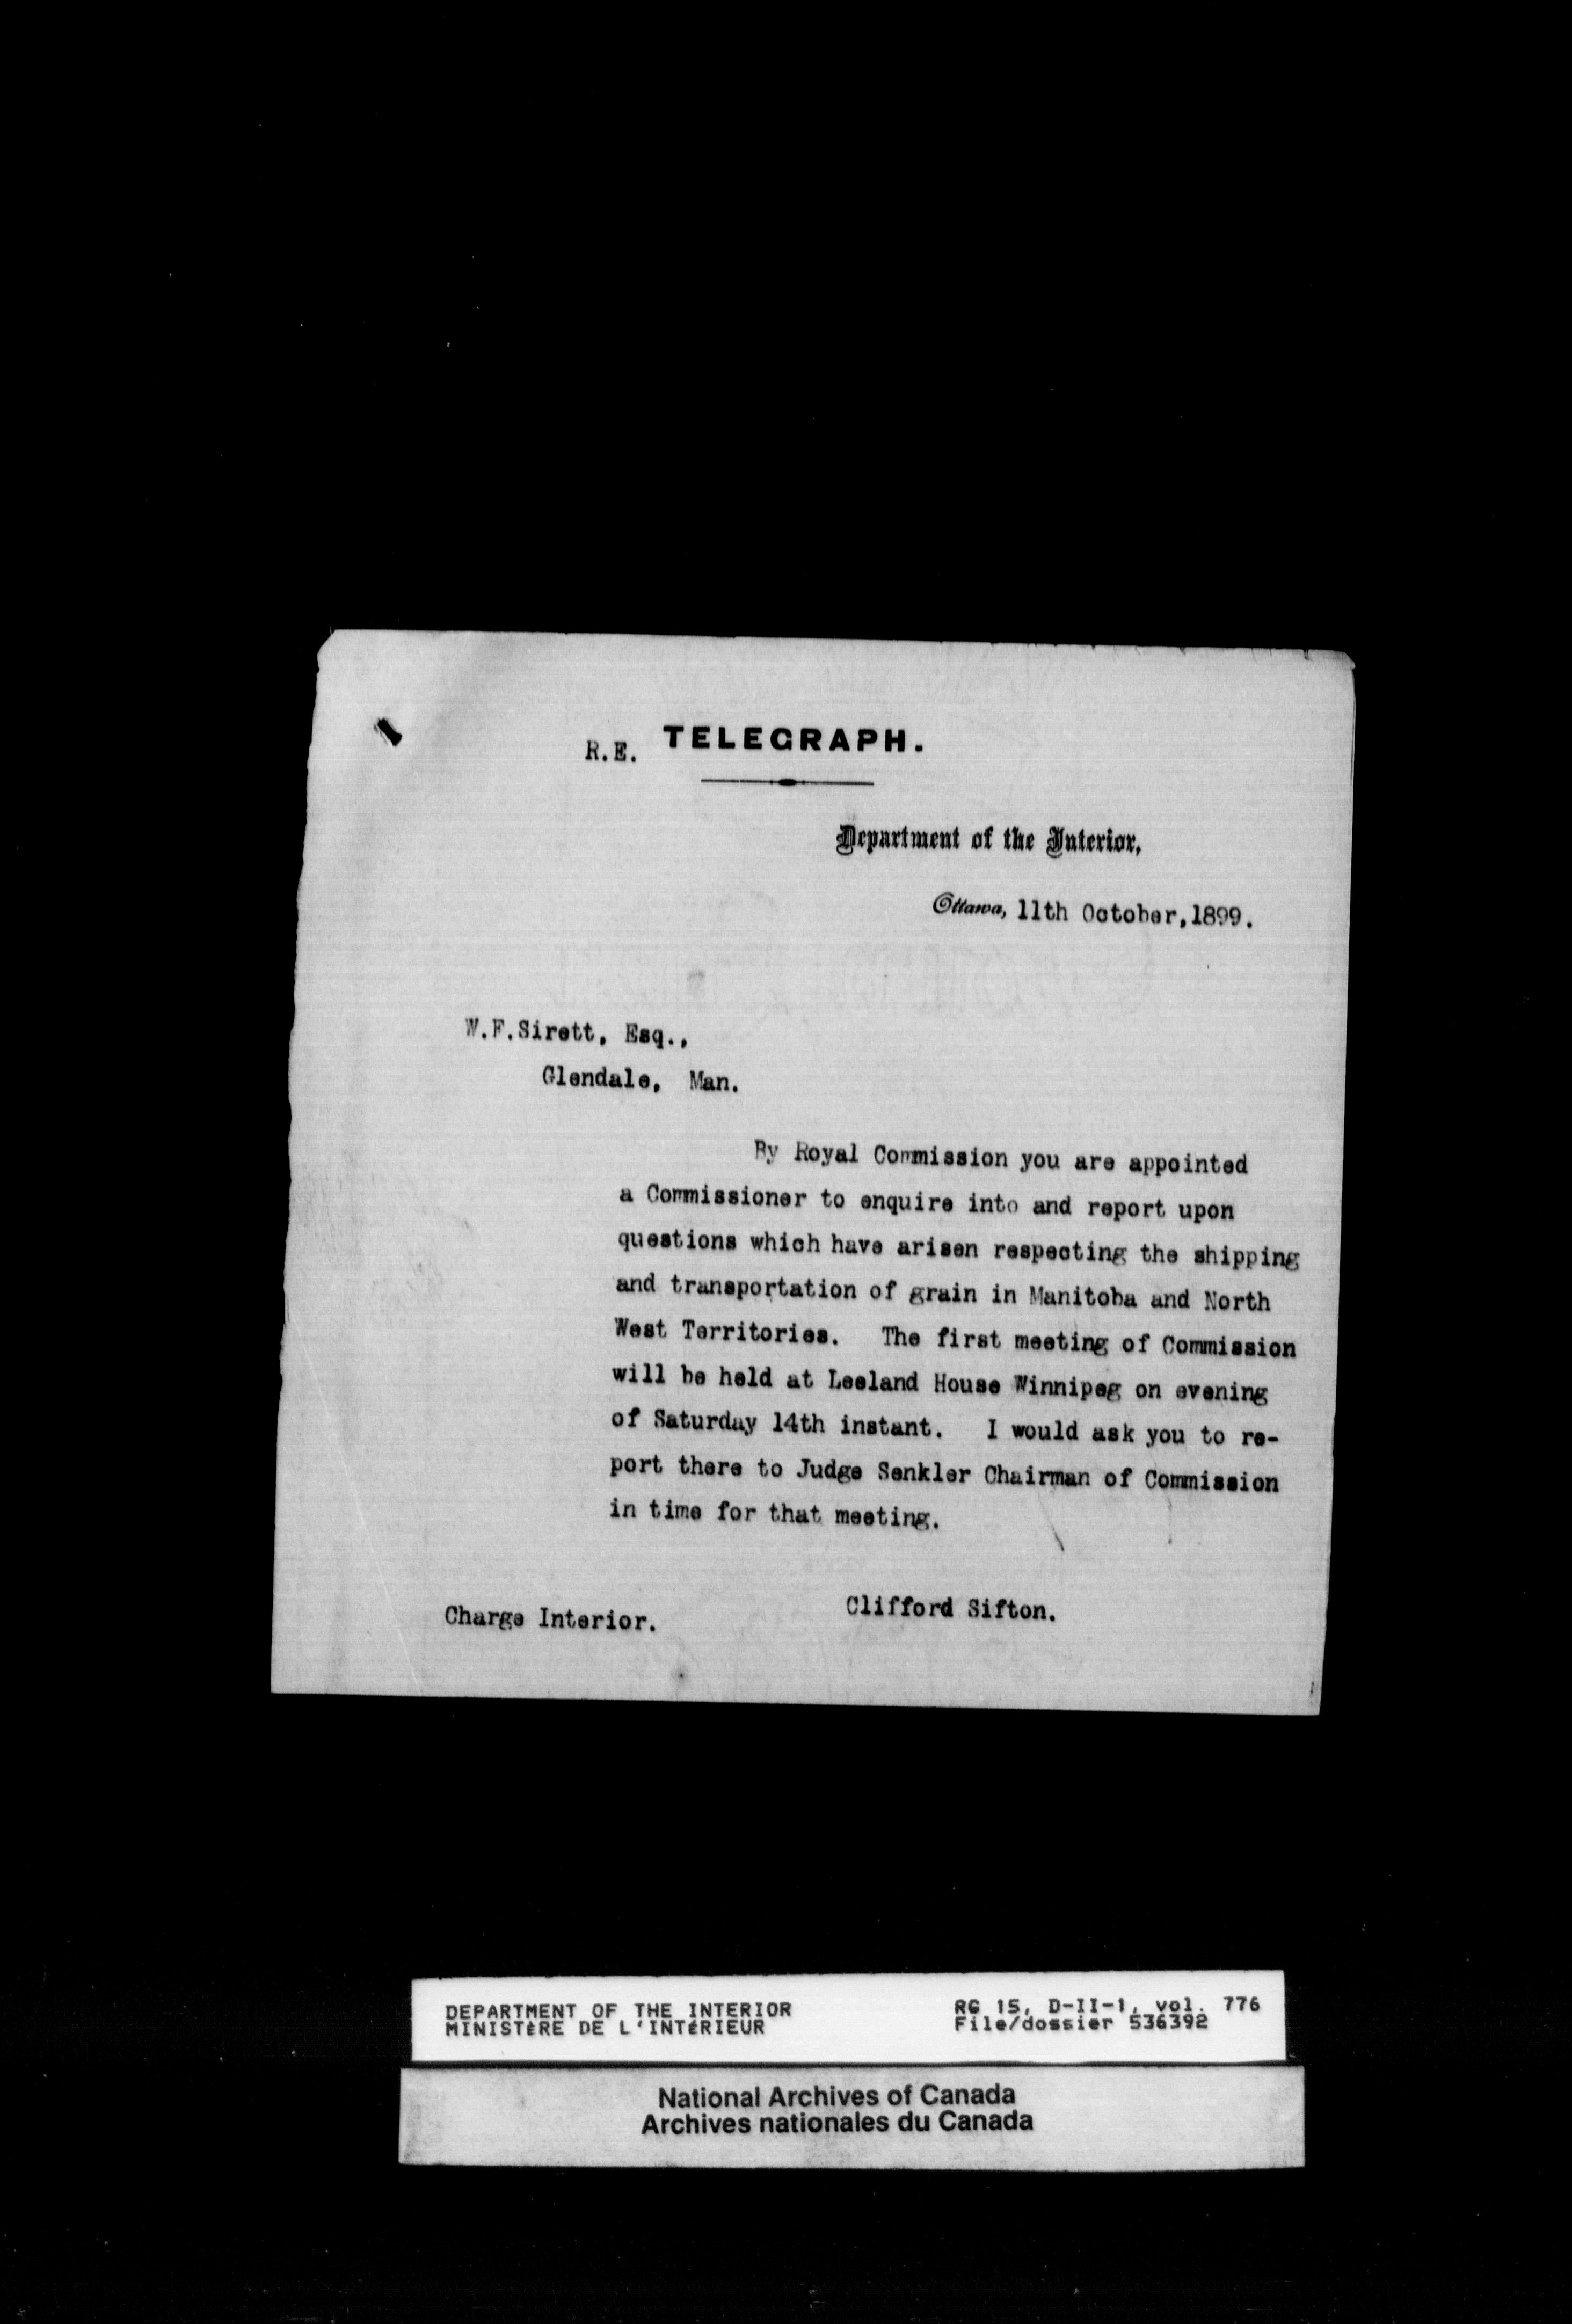 R.E. TELEGRAPH.
Department of the Interior,
Ottawa, 11th October, 1899.
W.F.Sirett, Esq.,
Glendale, Man.
By Royal Commission you are appointed
a Commissioner to enquire into and report upon
questions which have arisen respecting the shipping
and transportation of grain in Manitoba and North
West Territories. The first meeting of Commission
will be held at Leeland House Winnipeg on evening
of Saturday 14th instant. I would ask you to re-
port there to Judge Senkler Chairman of Commission
in time for that meeting.
Clifford Sifton.
Charge Interior.
DEPARTMENT OF THE INTERIOR
MINISTèRE DE L'INTéRIEUR
RG 15, D-II-1, vol. 776
File/dossier 536392
National Archives of Canada
Archives nationales du Canada